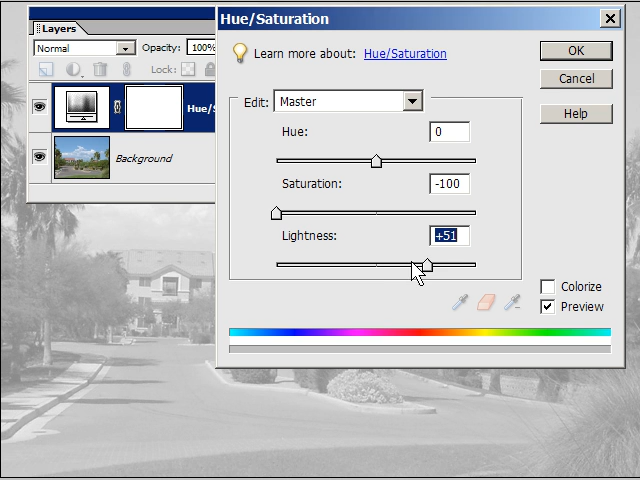 Hue/Saturation
Layers
Normal
Opacity: 100%
Learn more about: Hue/Saturation
OK
Cancel
Help
Lock:
Edit: Master
Hue: 0
Hue/S
Saturation: -100
Background
Lightness: +51
Colorize
Preview